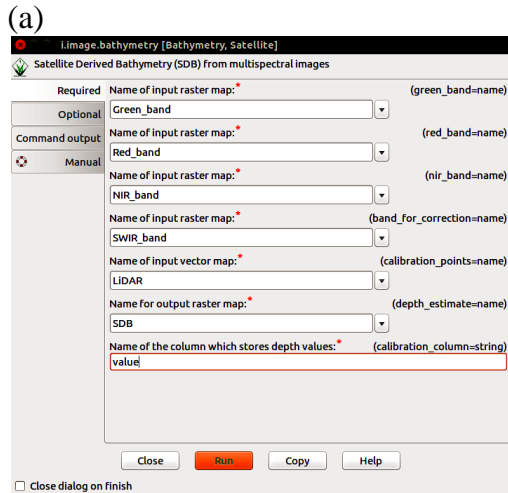 (a)
i.image.bathymetry [Bathymetry, Satellite]
Satellite Derived Bathymetry (SDB) from multispectral images
Required
Optional
Command output
Manual
Name of input raster map:* (green_band=name)
Green_band
Name of input raster map:* (red_band=name)
Red_band
Name of input raster map:* (nir_band=name)
NIR_band
Name of input raster map:* (band_for_correction=name)
SWIR_band
Name of input vector map:* (calibration_points=name)
LiDAR
Name for output raster map:* (depth_estimate=name)
SDB
Name of the column which stores depth values:* (calibration_column=string)
value
Close Run Copy Help
Close dialog on finish